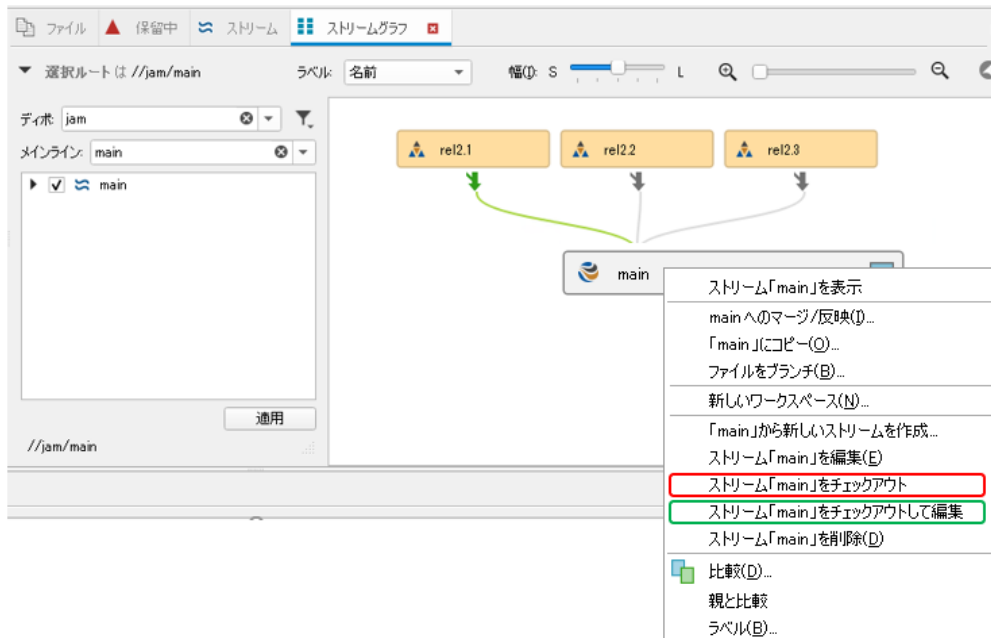 ファイル 保留中 ストリーム ストリームグラフ
選択ルート は //jam/main ラベル: 名前 幅(I): S L
ディポ: jam
メインライン: main
main
適用
//jam/main
rel2.1 rel2.2 rel2.3
main
ストリーム「main」を表示
main へのマージ/反映(I)...
「main」にコピー(O)...
ファイルをブランチ(B)...
新しいワークスペース(N)...
「main」から新しいストリームを作成...
ストリーム「main」を編集(E)
ストリーム「main」をチェックアウト
ストリーム「main」をチェックアウトして編集
ストリーム「main」を削除(D)
比較(D)...
親と比較
ラベル(B)...